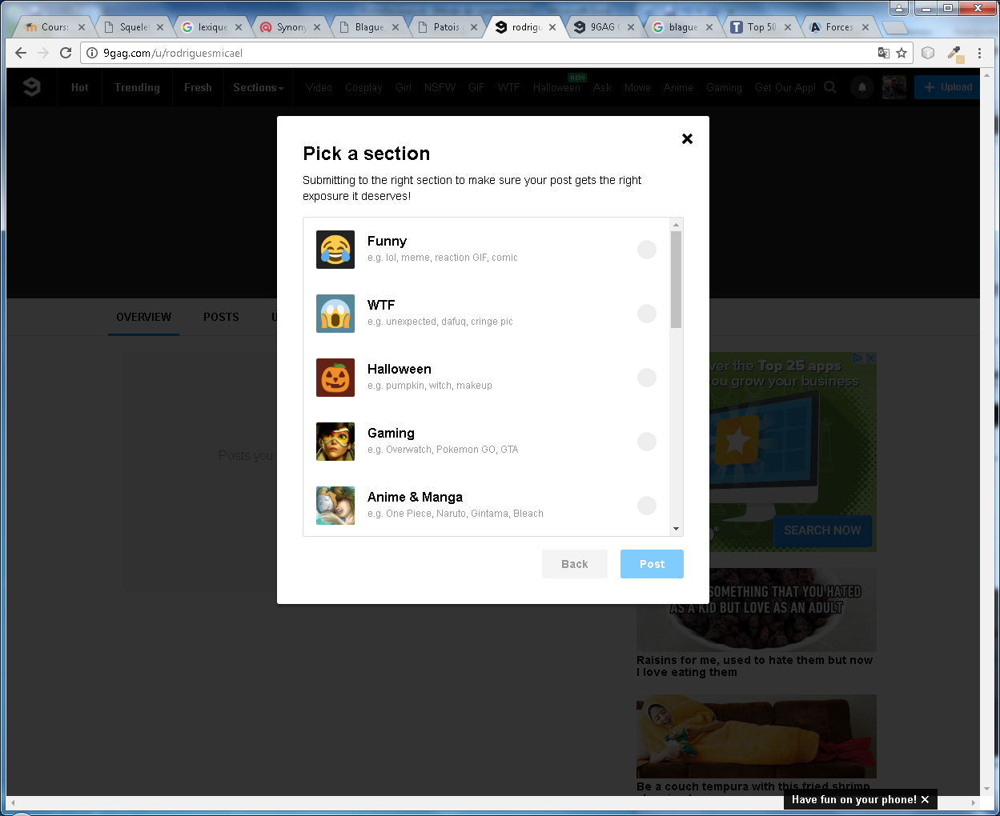 Cours:
Squele
lexique
Synony
Blague
Patois
rodrigu
9GAG
blague
Top 50
Forces
9gag.com/u/rodriguesmicael
Hot
Trending
Fresh
Sections
Video
Cosplay
Girl
NSFW
GIF
WTF
Halloween
NEW
Ask
Movie
Anime
Gaming
Get Our App!
Upload
Pick a section
Submitting to the right section to make sure your post gets the right
exposure it deserves!
Funny
e.g. lol, meme, reaction GIF, comic
WTF
e.g. unexpected, dafuq, cringe pic
Halloween
e.g. pumpkin, witch, makeup
Gaming
e.g. Overwatch, Pokemon GO, GTA
Anime & Manga
e.g. One Piece, Naruto, Gintama, Bleach
Back
Post
OVERVIEW
POSTS
U
Posts you
ver the Top 25 apps
ou grow your business
SEARCH NOW
SOMETHING THAT YOU HATED
AS A KID BUT LOVE AS AN ADULT
Raisins for me, used to hate them but now
I love eating them
Be a couch tempura with this fried shrimp
Have fun on your phone!